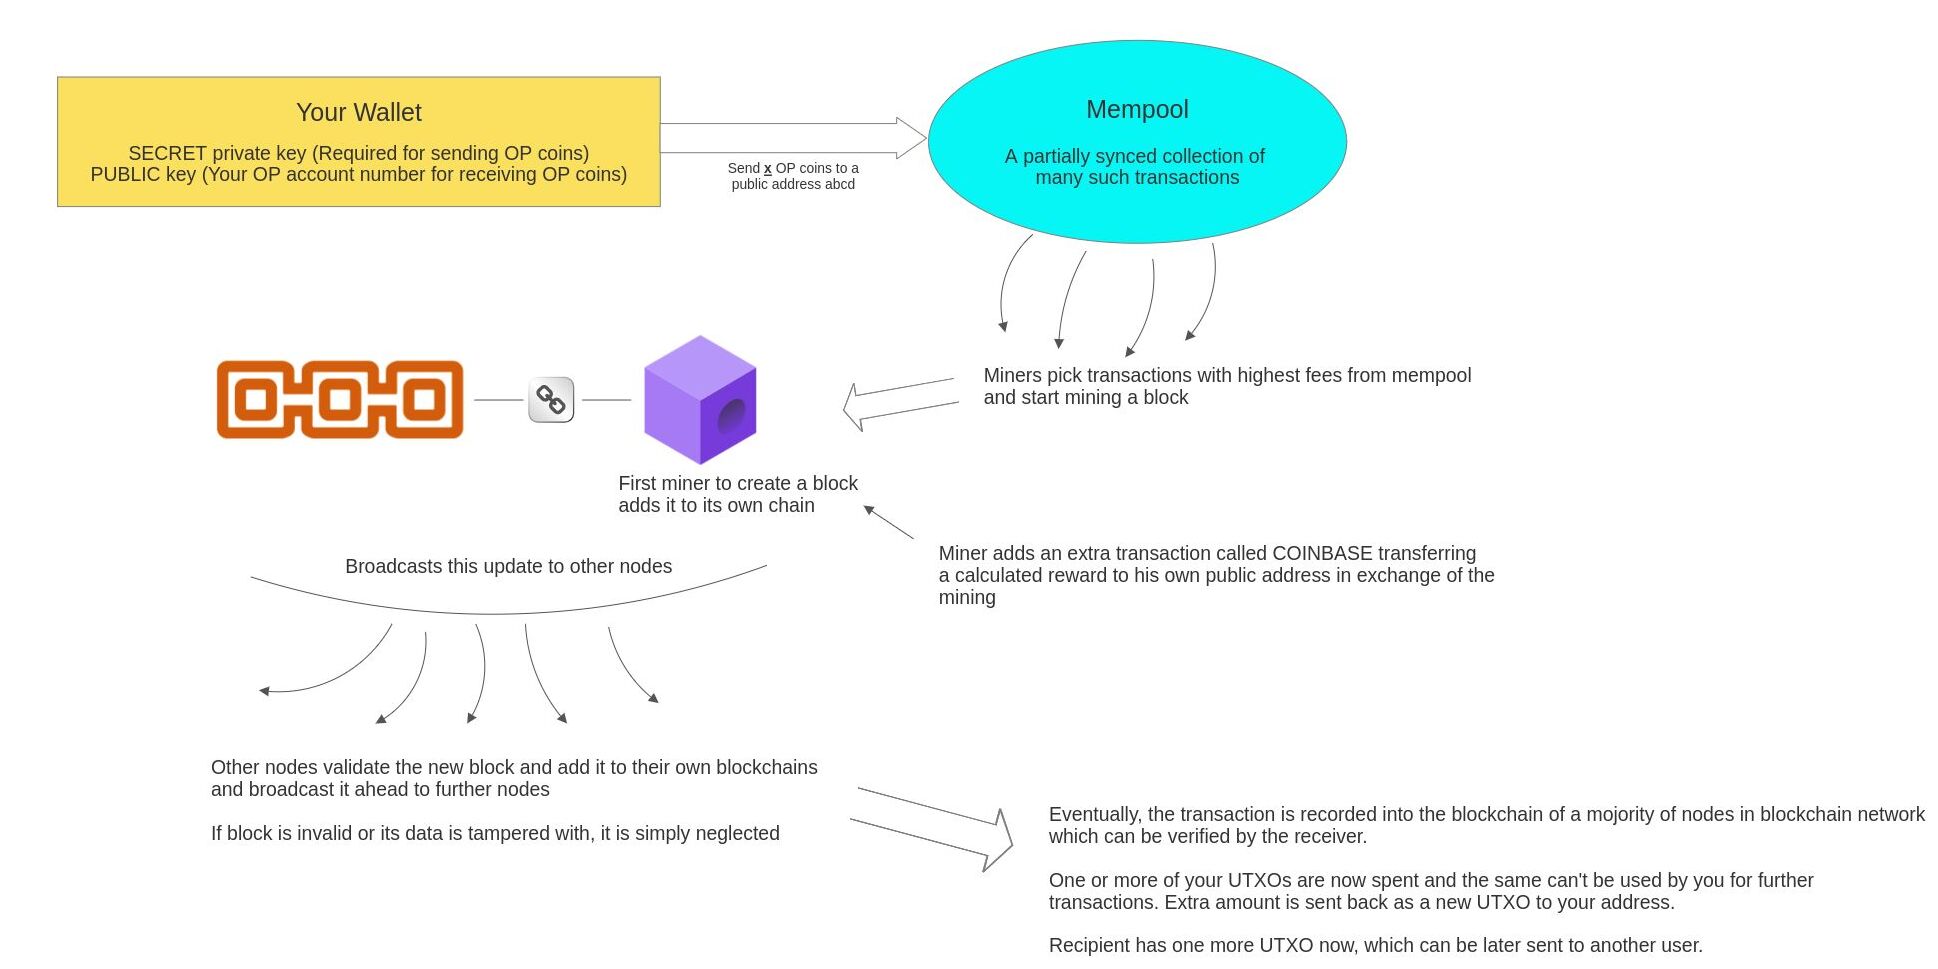 Your Wallet
SECRET private key (Required for sending OP coins)
PUBLIC key (Your OP account number for receiving OP coins)
Send x OP coins to a
public address abcd
Mempool
A partially synced collection of
many such transactions
Miners pick transactions with highest fees from mempool
and start mining a block
First miner to create a block
adds it to its own chain
Miner adds an extra transaction called COINBASE transferring
a calculated reward to his own public address in exchange of the
mining
Broadcasts this update to other nodes
Other nodes validate the new block and add it to their own blockchains
and broadcast it ahead to further nodes
If block is invalid or its data is tampered with, it is simply neglected
Eventually, the transaction is recorded into the blockchain of a mojority of nodes in blockchain network
which can be verified by the receiver.
One or more of your UTXOs are now spent and the same can't be used by you for further
transactions. Extra amount is sent back as a new UTXO to your address.
Recipient has one more UTXO now, which can be later sent to another user.